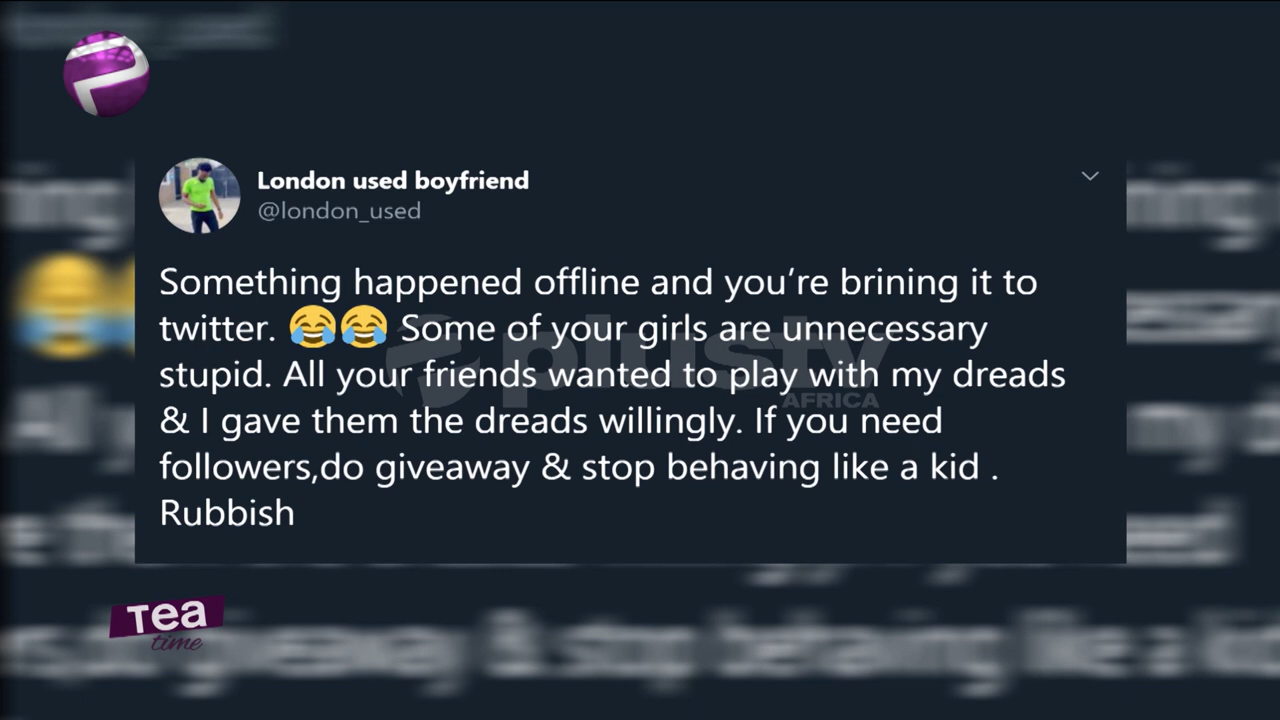 London used boyfriend
@london_used
Something happened offline and you’re brining it to
twitter. 😂😂 Some of your girls are unnecessary
stupid. All your friends wanted to play with my dreads
& I gave them the dreads willingly. If you need
followers,do giveaway & stop behaving like a kid .
Rubbish
plustv
AFRICA
Tea
time